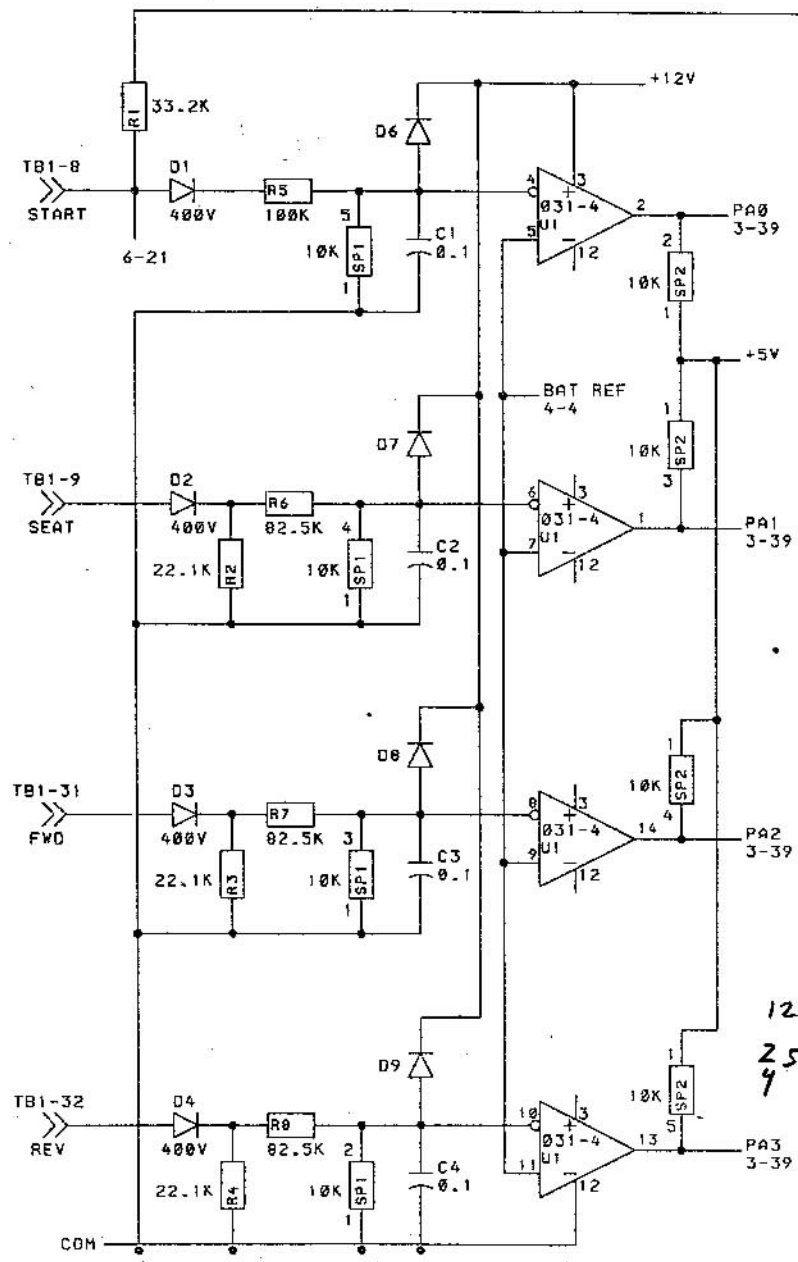 +12V
R1
33.2K
D6
TB1-8
START
D1
400V
R5
100K
6-21
5
10K
SP1
1
C1
0.1
4
3
+
031-4
5
U1
-
12
2
PA0
3-39
2
10K
SP2
1
+5V
BAT REF
4-4
1
10K
SP2
3
D7
TB1-9
SEAT
D2
400V
R6
82.5K
22.1K
R2
4
10K
SP1
1
C2
0.1
6
3
+
031-4
7
U1
-
12
1
PA1
3-39
D8
TB1-31
FWD
D3
400V
R7
82.5K
22.1K
R3
3
10K
SP1
1
C3
0.1
8
3
+
031-4
9
U1
-
12
14
1
10K
SP2
4
PA2
3-39
D9
TB1-32
REV
D4
400V
R8
82.5K
22.1K
R4
2
10K
SP1
1
C4
0.1
10
3
+
031-4
11
U1
-
12
13
1
10K
SP2
5
PA3
3-39
12
25
4
COM